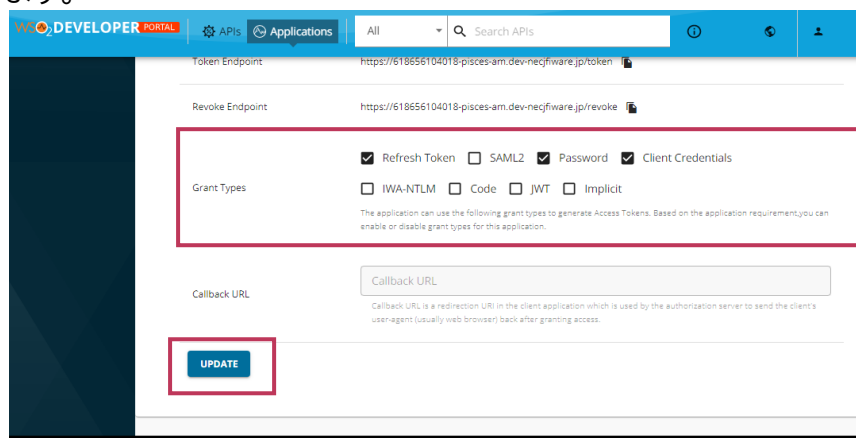 WSO2 DEVELOPER PORTAL APIs Applications All Search APIs
Token Endpoint https://618656104018-pisces-am.dev-necjfiware.jp/token
Revoke Endpoint https://618656104018-pisces-am.dev-necjfiware.jp/revoke
Refresh Token SAML2 Password Client Credentials
Grant Types
IWA-NTLM Code JWT Implicit
The application can use the following grant types to generate Access Tokens. Based on the application requirement,you can
enable or disable grant types for this application.
Callback URL
Callback URL
Callback URL is a redirection URI in the client application which is used by the authorization server to send the client's
user-agent (usually web browser) back after granting access.
UPDATE